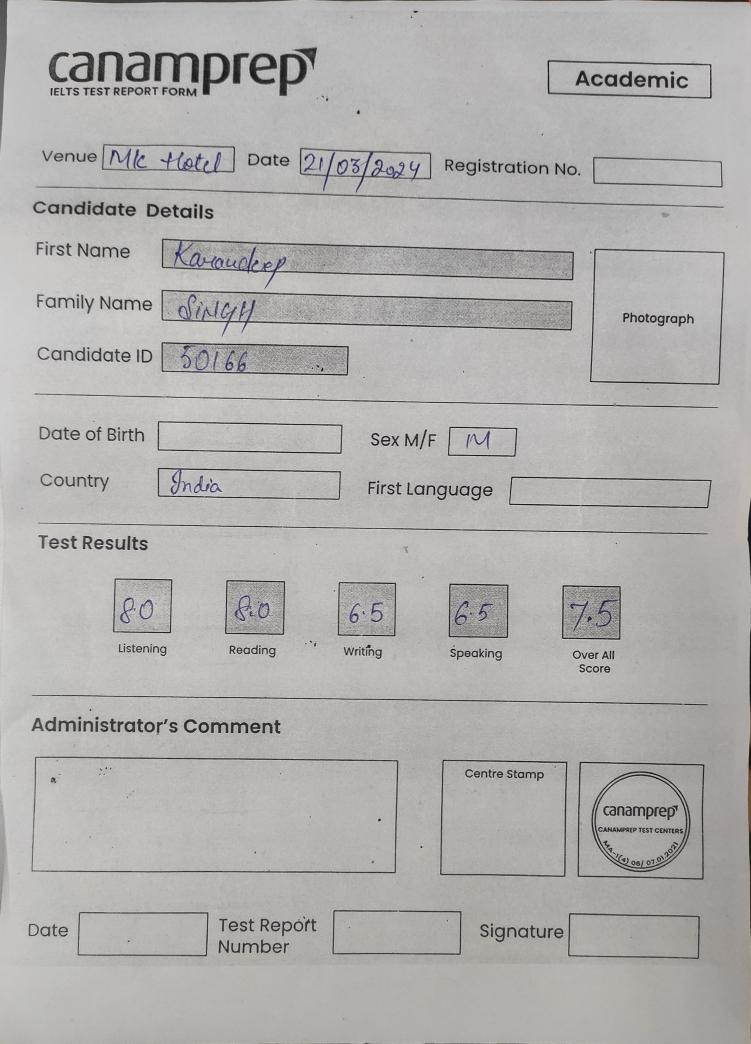 canamprep
IELTS TEST REPORT FORM
Academic
Venue MK Hotel Date 21/03/2024 Registration No.
Candidate Details
First Name Karandeep
Family Name SINGH
Photograph
Candidate ID 50166
Date of Birth Sex M/F M
Country India First Language
Test Results
8.0 8.0 6.5 6.5 7.5
Listening Reading Writing Speaking Over All Score
Administrator's Comment
Centre Stamp
canamprep
CANAMPREP TEST CENTERS
MA-1(4) 06/ 07.01.2021
Date Test Report Number Signature